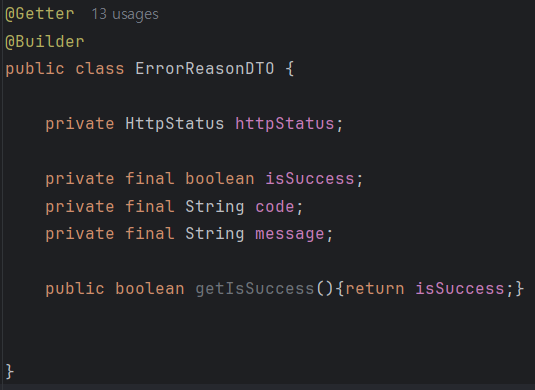 @Getter 13 usages
@Builder
public class ErrorReasonDTO {
private HttpStatus httpStatus;
private final boolean isSuccess;
private final String code;
private final String message;
public boolean getIsSuccess(){return isSuccess;}
}